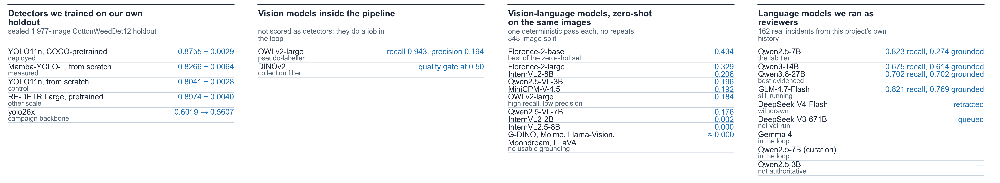 Detectors we trained on our own
holdout
sealed 1,977-image CottonWeedDet12 holdout
YOLO11n, COCO-pretrained 0.8755 ± 0.0029
deployed
Mamba-YOLO-T, from scratch 0.8266 ± 0.0064
measured
YOLO11n, from scratch 0.8041 ± 0.0028
control
RF-DETR Large, pretrained 0.8974 ± 0.0040
other scale
yolo26x 0.6019 → 0.5607
campaign backbone
Vision models inside the pipeline
not scored as detectors; they do a job in
the loop
OWLv2-large recall 0.943, precision 0.194
pseudo-labeller
DINOv2 quality gate at 0.50
collection filter
Vision-language models, zero-shot
on the same images
one deterministic pass each, no repeats,
848-image split
Florence-2-base 0.434
best of the zero-shot set
Florence-2-large 0.329
InternVL2-8B 0.208
Qwen2.5-VL-3B 0.196
MiniCPM-V-4.5 0.192
OWLv2-large 0.184
high recall, low precision
Qwen2.5-VL-7B 0.176
InternVL2-2B 0.002
InternVL2.5-8B 0.000
G-DINO, Molmo, Llama-Vision, ≈ 0.000
Moondream, LLaVA
no usable grounding
Language models we ran as
reviewers
162 real incidents from this project's own
history
Qwen2.5-7B 0.823 recall, 0.274 grounded
the lab tier
Qwen3-14B 0.675 recall, 0.614 grounded
Qwen3.8-27B 0.702 recall, 0.702 grounded
best evidenced
GLM-4.7-Flash 0.821 recall, 0.769 grounded
still running
DeepSeek-V4-Flash retracted
withdrawn
DeepSeek-V3-671B queued
not yet run
Gemma 4 —
in the loop
Qwen2.5-7B (curation) —
in the loop
Qwen2.5-3B —
not authoritative